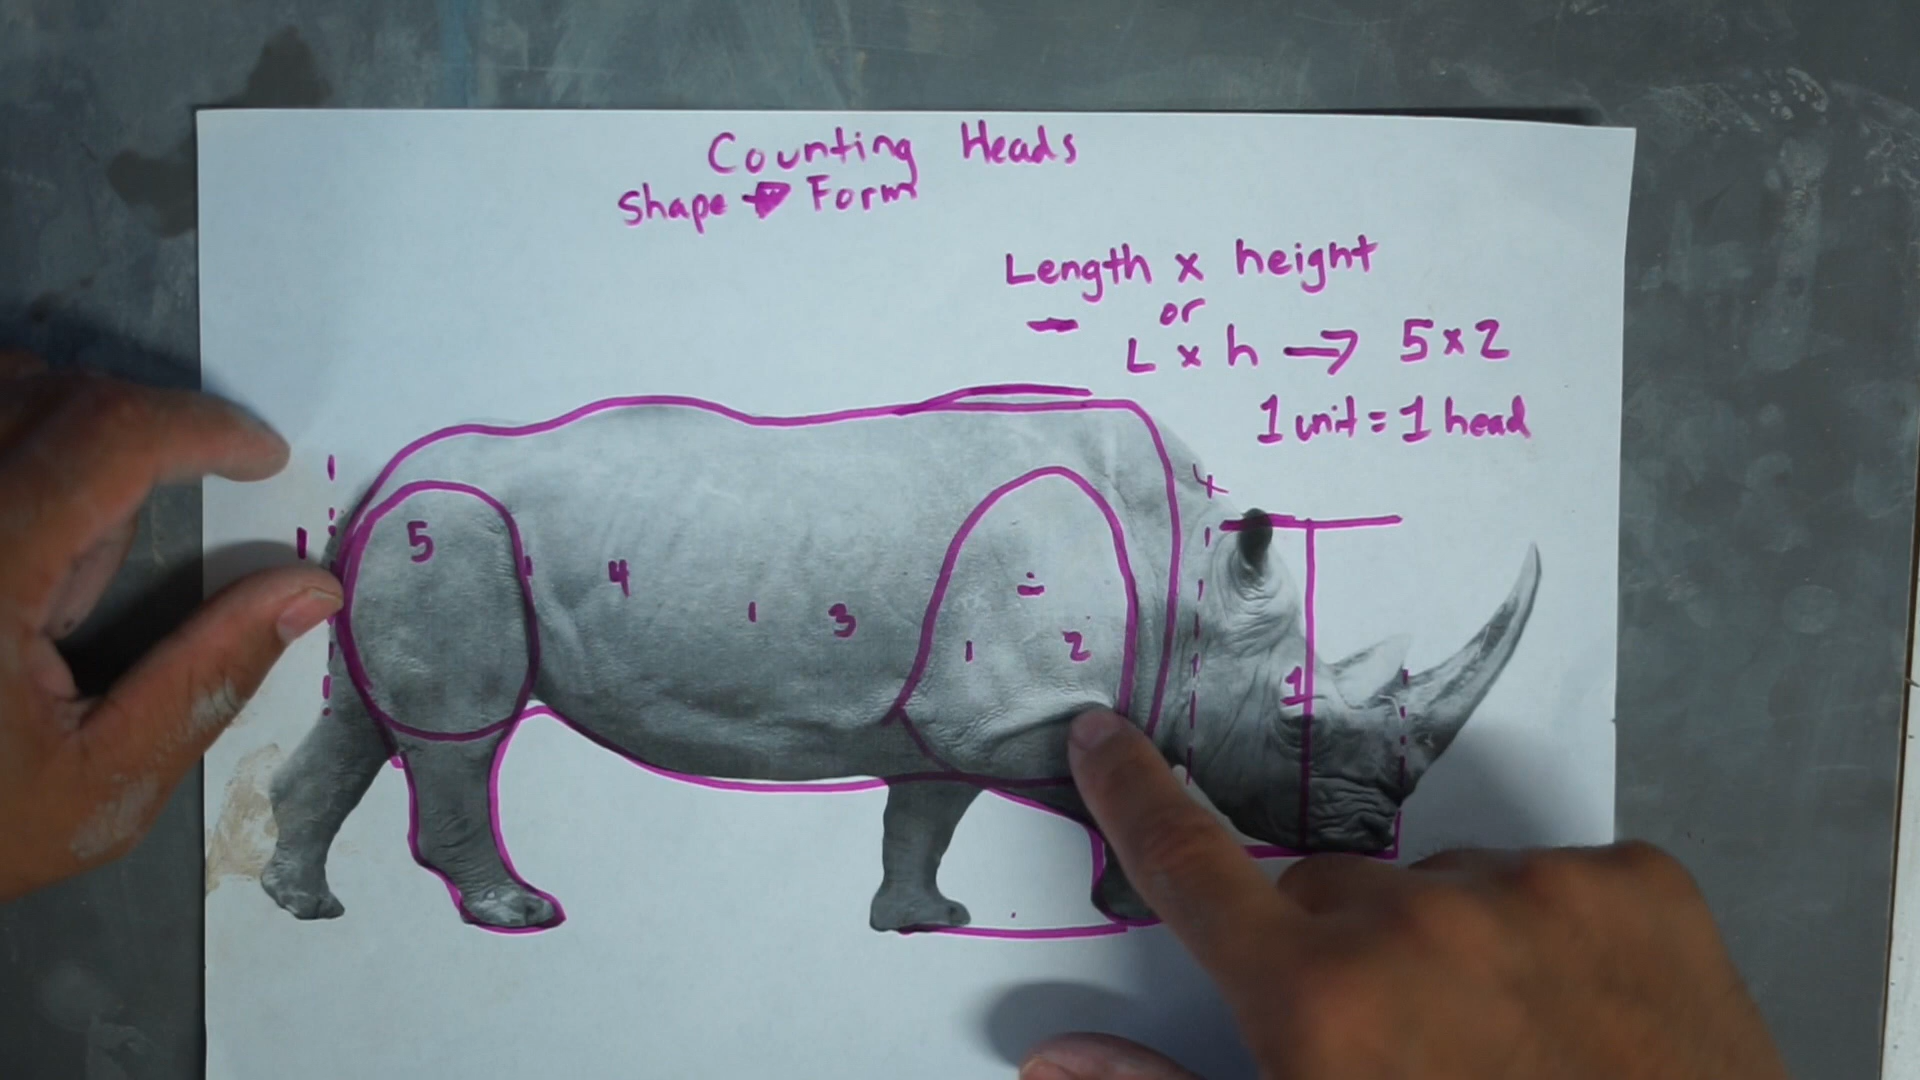 Counting Heads
Shape → Form
Length x height
or
L x h → 5x2
1 unit = 1 head
5
4
3
2
1